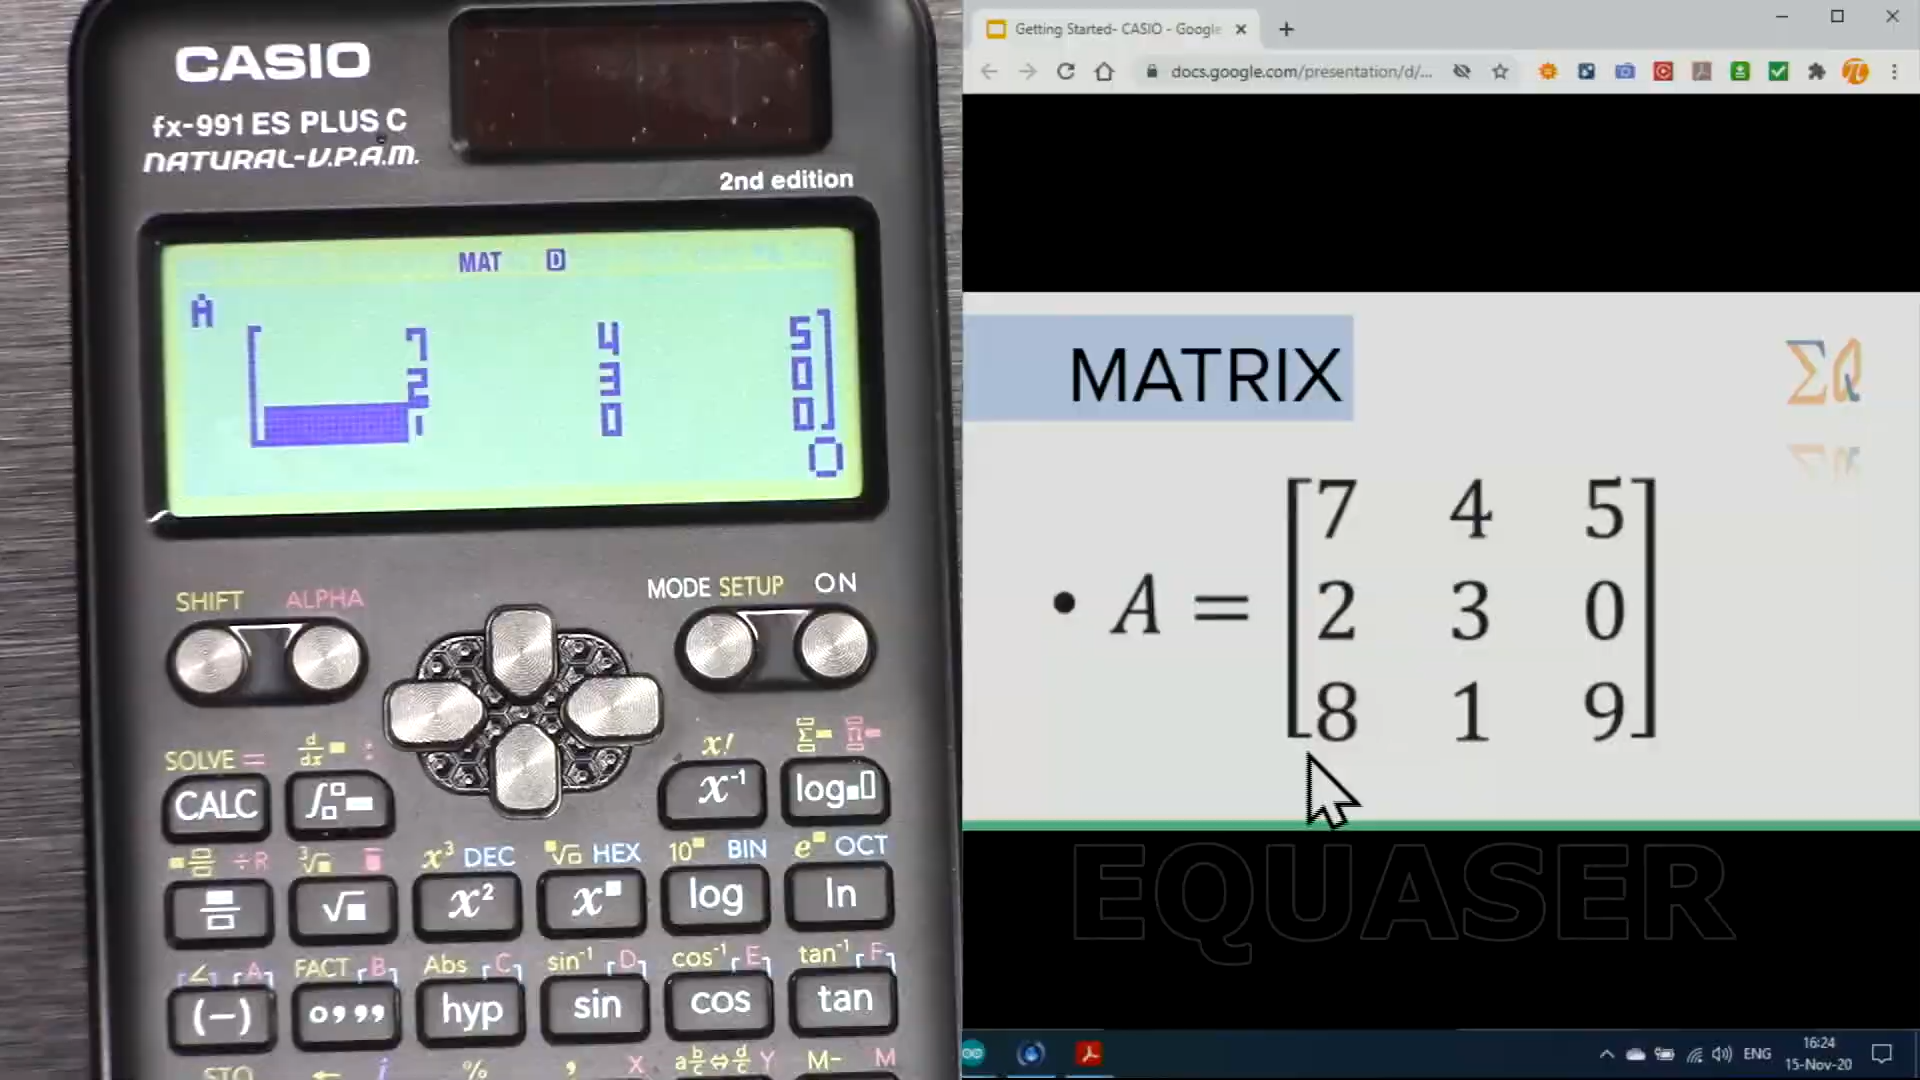 CASIO
fx-991 ES PLUS C
NATURAL-V.P.A.M.
2nd edition
MAT D
A
7 4 5
2 3 0
0 0
0
SHIFT ALPHA
MODE SETUP ON
SOLVE =
d/dx :
x!
CALC
x⁻¹
log
÷R
x³ DEC
HEX
10 BIN
e OCT
x²
x
log
ln
∠ A
FACT B
Abs C
sin⁻¹ D
cos⁻¹ E
tan⁻¹ F
(−)
hyp
sin
cos
tan
STO
i
%
,
X
a b/c ⇔ d/c Y
M- M
Getting Started- CASIO - Google
docs.google.com/presentation/d/...
MATRIX
ΣQ
• A = [7 4 5
2 3 0
8 1 9]
EQUASER
ENG
16:24
15-Nov-20